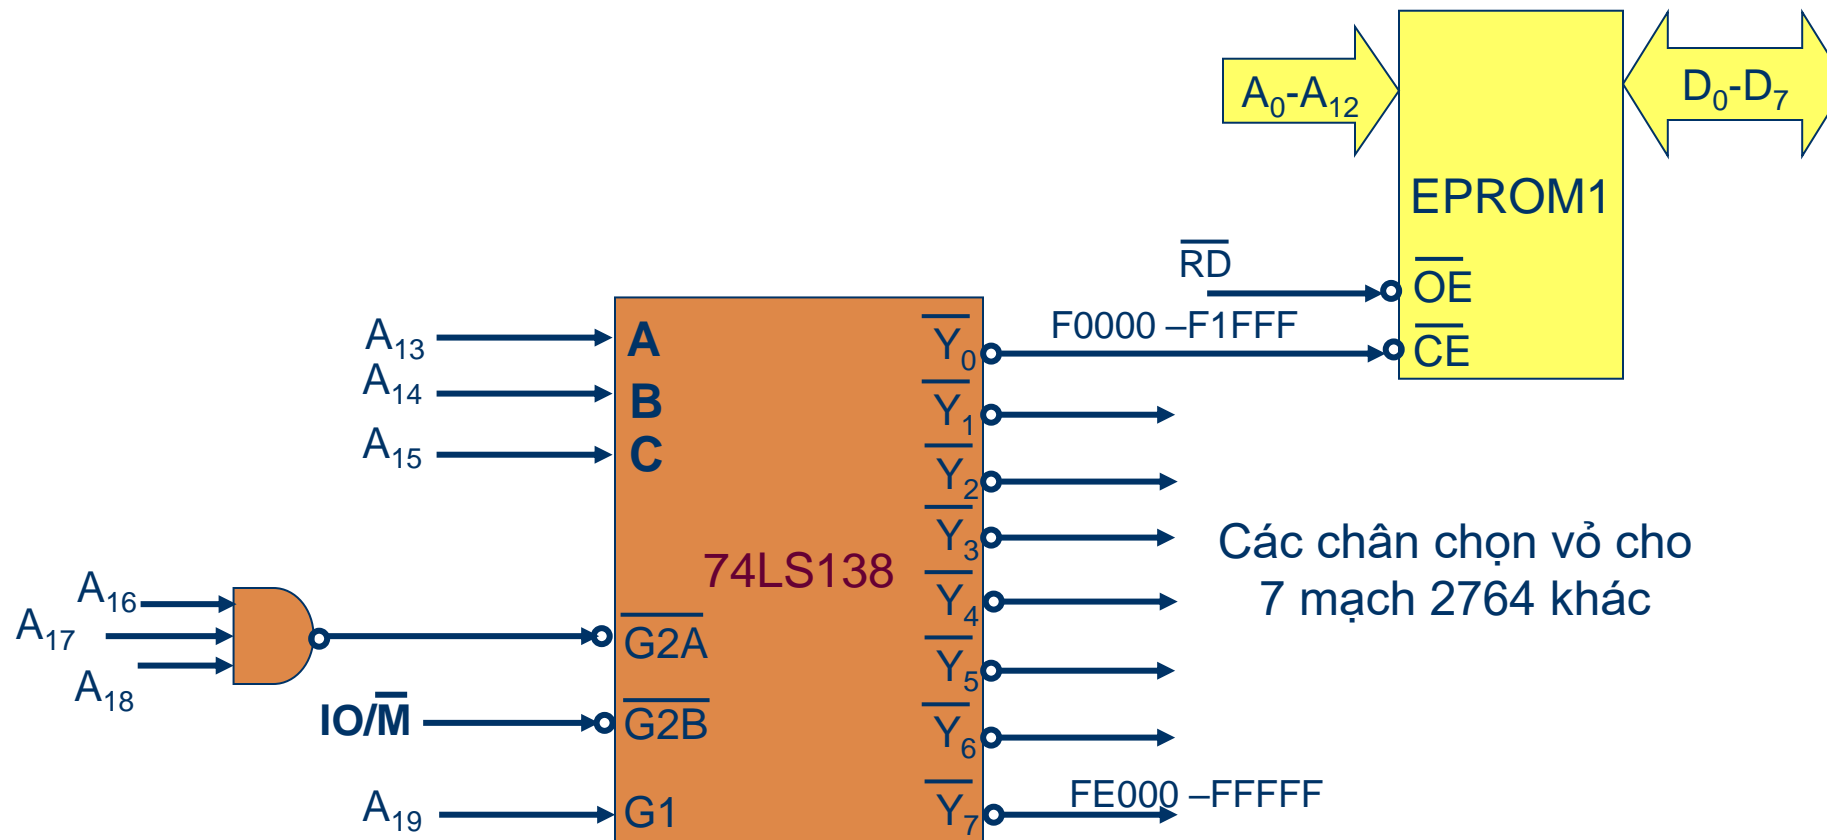 A0-A12
D0-D7
EPROM1
RD
OE
CE
F0000 –F1FFF
A13
A14
A15
A
B
C
Y0
Y1
Y2
Y3
Y4
Y5
Y6
Y7
74LS138
Các chân chọn vỏ cho
7 mạch 2764 khác
A16
A17
A18
G2A
IO/M
G2B
A19
G1
FE000 –FFFFF